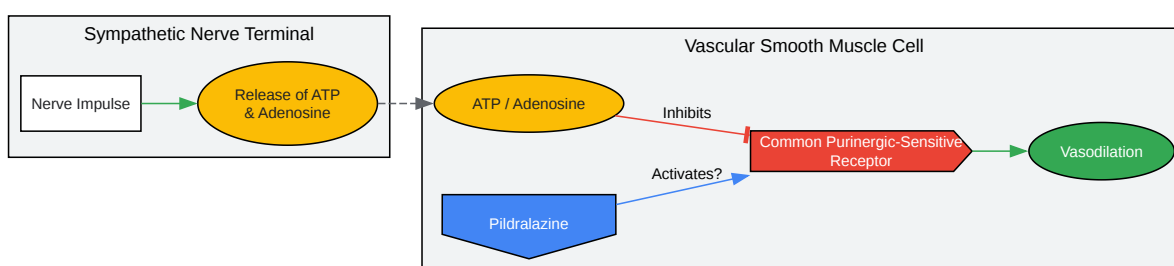 Sympathetic Nerve Terminal
Nerve Impulse
Release of ATP
& Adenosine
Vascular Smooth Muscle Cell
ATP / Adenosine
Inhibits
Common Purinergic-Sensitive
Receptor
Vasodilation
Activates?
Pildralazine